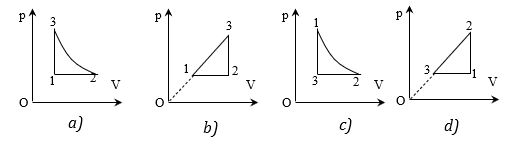 p 3 1 2 V O a)
p 3 1 2 V O b)
p 1 3 2 V O c)
p 2 3 1 V O d)